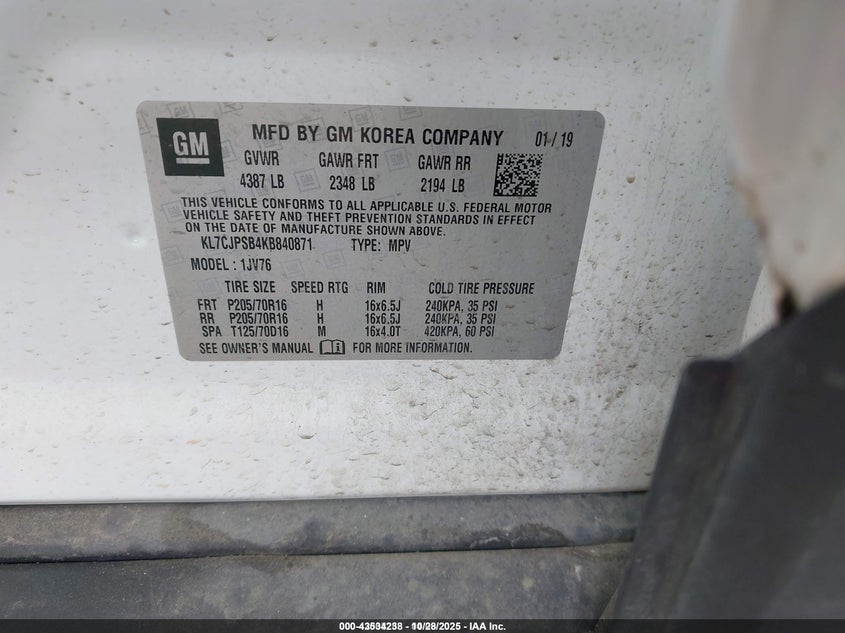 GM MFD BY GM KOREA COMPANY 01/19
GVWR GAWR FRT GAWR RR
4387 LB 2348 LB 2194 LB
THIS VEHICLE CONFORMS TO ALL APPLICABLE U.S. FEDERAL MOTOR
VEHICLE SAFETY AND THEFT PREVENTION STANDARDS IN EFFECT
ON THE DATE OF MANUFACTURE SHOWN ABOVE.
KL7CJPSB4KB840871 TYPE: MPV
MODEL : 1JV76
TIRE SIZE SPEED RTG RIM COLD TIRE PRESSURE
FRT P205/70R16 H 16x6.5J 240KPA, 35 PSI
RR P205/70R16 H 16x6.5J 240KPA, 35 PSI
SPA T125/70D16 M 16x4.0T 420KPA, 60 PSI
SEE OWNER'S MANUAL FOR MORE INFORMATION.
- 10/28/2025 - IAA Inc.